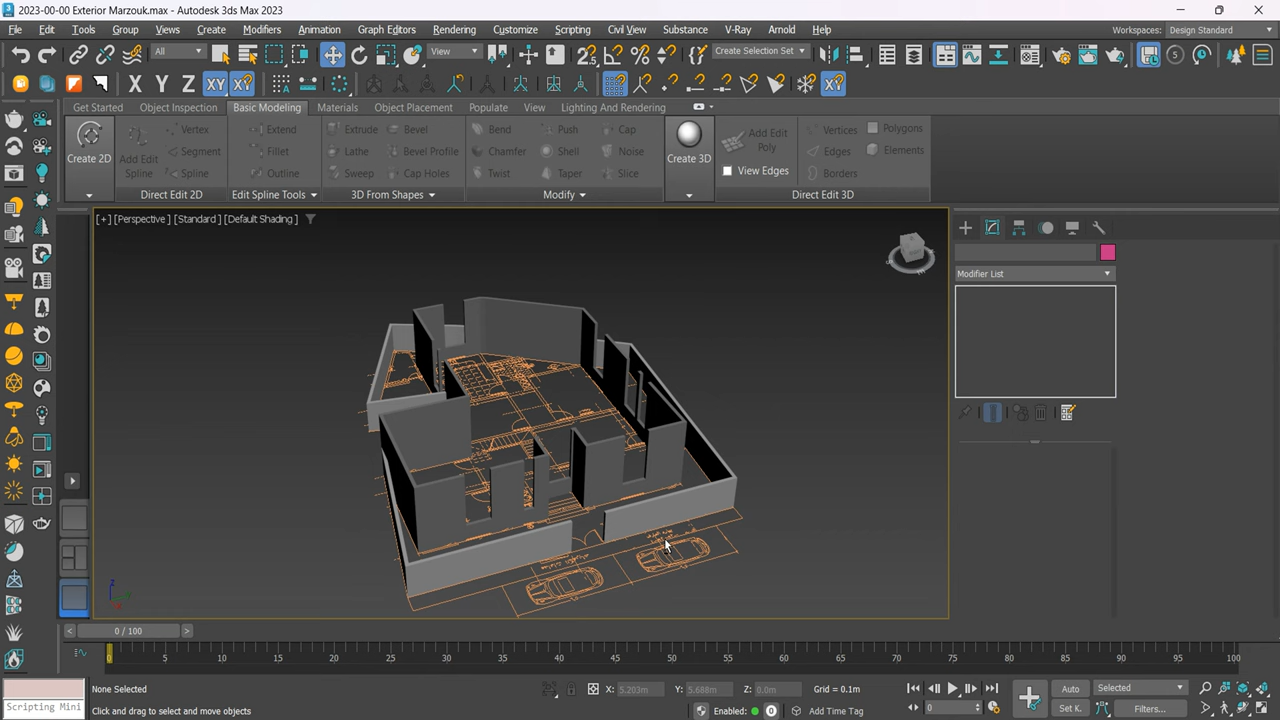 2023-00-00 Exterior Marzouk.max - Autodesk 3ds Max 2023
File Edit Tools Group Views Create Modifiers Animation Graph Editors Rendering Customize Scripting Civil View Substance V-Ray Arnold Help Workspaces: Design Standard
All View Create Selection Set
X Y Z XY
Get Started Object Inspection Basic Modeling Materials Object Placement Populate View Lighting And Rendering
Vertex Extend Extrude Bevel Bend Push Cap Add Edit Poly Vertices Polygons
Create 2D Add Edit Spline Segment Fillet Lathe Bevel Profile Chamfer Shell Noise Create 3D Edges Elements
Spline Outline Sweep Cap Holes Twist Taper Slice View Edges Borders
Direct Edit 2D Edit Spline Tools 3D From Shapes Modify Direct Edit 3D
[+] [Perspective ] [Standard ] [Default Shading ]
Modifier List
< 0 / 100 >
0 5 10 15 20 25 30 35 40 45 50 55 60 65 70 75 80 85 90 95 100
None Selected X: 5.203m Y: 5.688m Z: 0.0m Grid = 0.1m Auto Selected
Scripting Mini Click and drag to select and move objects Enabled: 0 Add Time Tag 0 Set K. Filters...